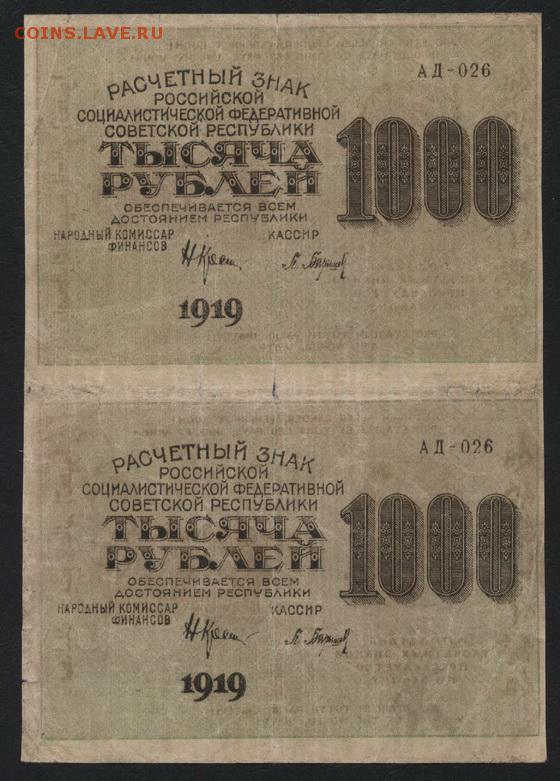 COINS.LAVE.RU
АД-026
РАСЧЕТНЫЙ ЗНАК
РОССИЙСКОЙ
СОЦИАЛИСТИЧЕСКОЙ ФЕДЕРАТИВНОЙ
СОВЕТСКОЙ РЕСПУБЛИКИ
ТЫСЯЧА
РУБЛЕЙ
1000
ОБЕСПЕЧИВАЕТСЯ ВСЕМ
ДОСТОЯНИЕМ РЕСПУБЛИКИ
НАРОДНЫЙ КОМИССАР
ФИНАНСОВ
КАССИР
1919
АД-026
РАСЧЕТНЫЙ ЗНАК
РОССИЙСКОЙ
СОЦИАЛИСТИЧЕСКОЙ ФЕДЕРАТИВНОЙ
СОВЕТСКОЙ РЕСПУБЛИКИ
ТЫСЯЧА
РУБЛЕЙ
1000
ОБЕСПЕЧИВАЕТСЯ ВСЕМ
ДОСТОЯНИЕМ РЕСПУБЛИКИ
НАРОДНЫЙ КОМИССАР
ФИНАНСОВ
КАССИР
1919